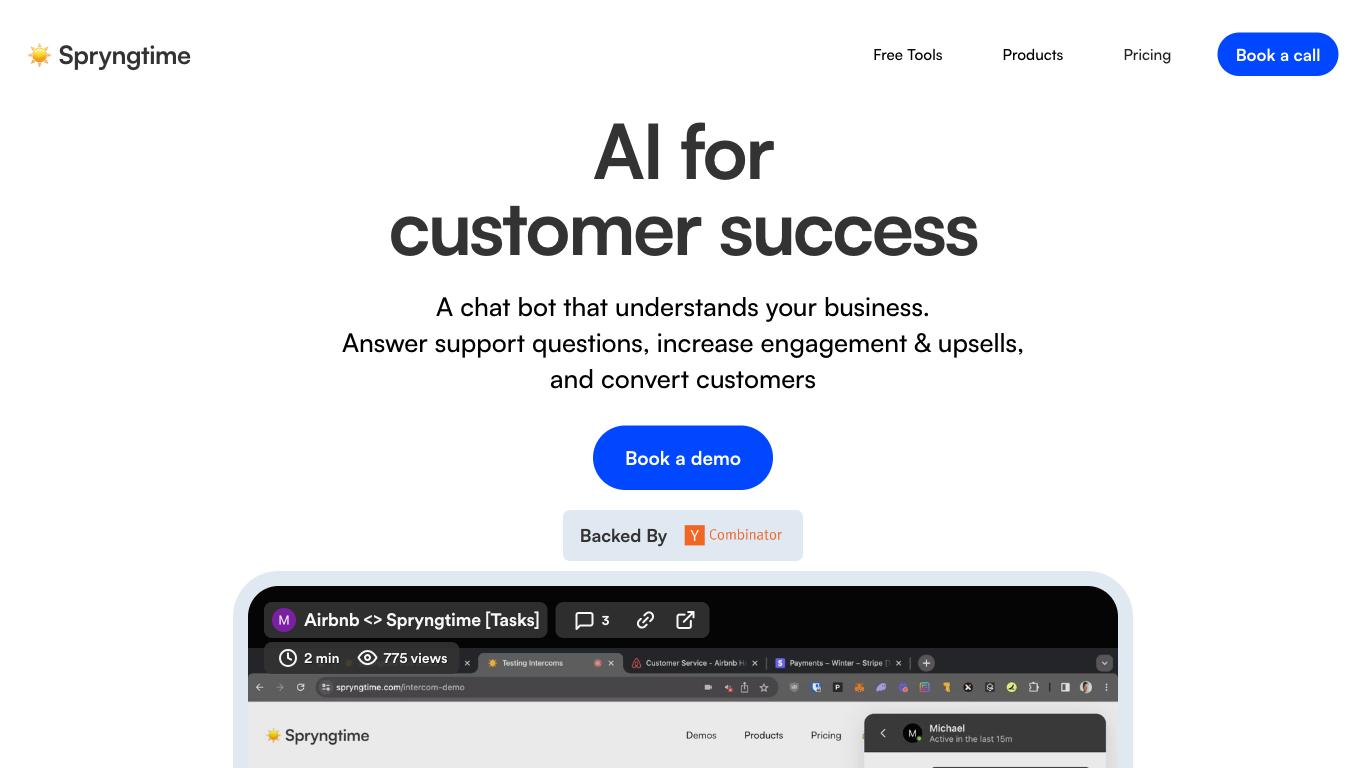 Spryngtime
Free Tools
Products
Pricing
Book a call
AI for
customer success
A chat bot that understands your business.
Answer support questions, increase engagement & upsells,
and convert customers
Book a demo
Backed By
Y Combinator
M
Airbnb <> Spryngtime [Tasks]
3
2 min
775 views
Testing Intercoms
Customer Service - Airbnb
Payments – Winter – Stripe
spryngtime.com/intercom-demo
Spryngtime
Demos
Products
Pricing
M
Michael
Active in the last 15m